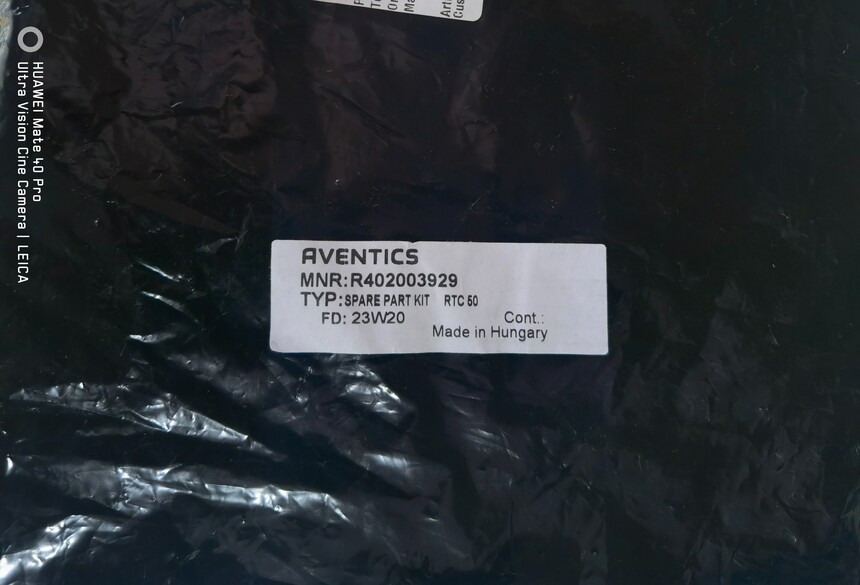 AVENTICS
MNR:R402003929
TYP:SPARE PART KIT RTC 50
FD: 23W20 Cont.:
Made in Hungary
HUAWEI Mate 40 Pro
Ultra Vision Cine Camera | LEICA